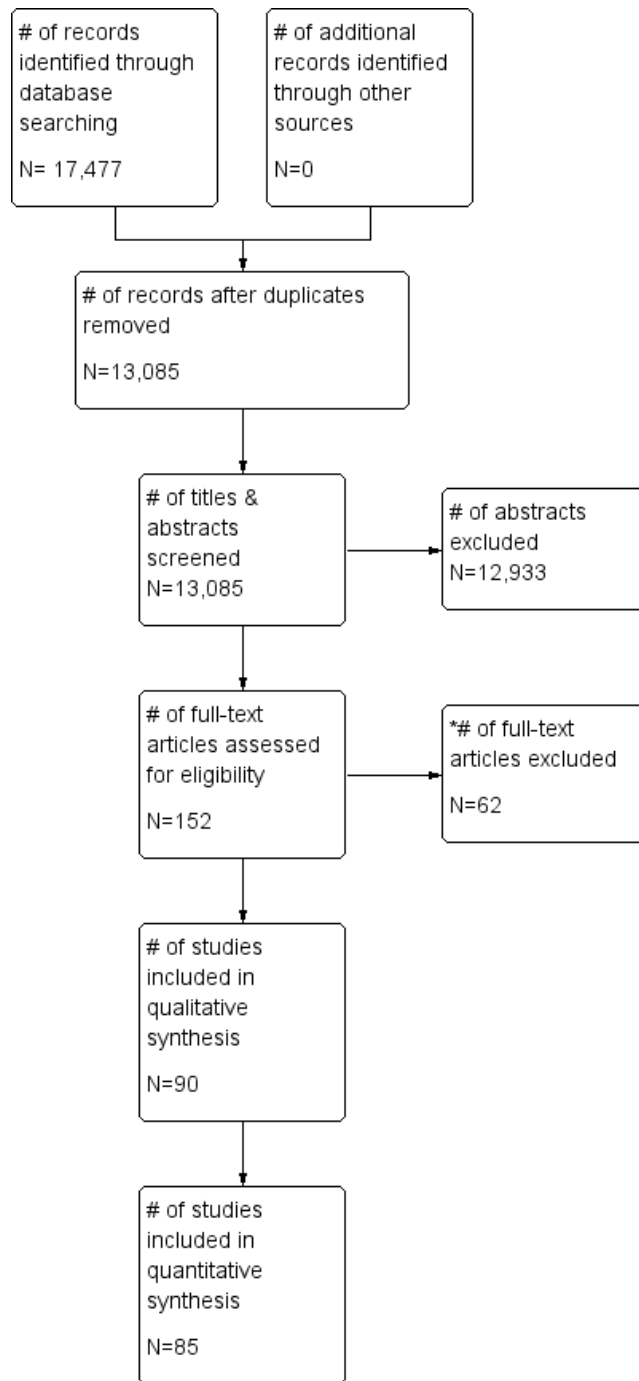 # of records
identified through
database
searching
N= 17,477
# of additional
records identified
through other
sources
N=0
# of records after duplicates
removed
N=13,085
# of titles &
abstracts
screened
N=13,085
# of abstracts
excluded
N=12,933
# of full-text
articles assessed
for eligibility
N=152
*# of full-text
articles excluded
N=62
# of studies
included in
qualitative
synthesis
N=90
# of studies
included in
quantitative
synthesis
N=85